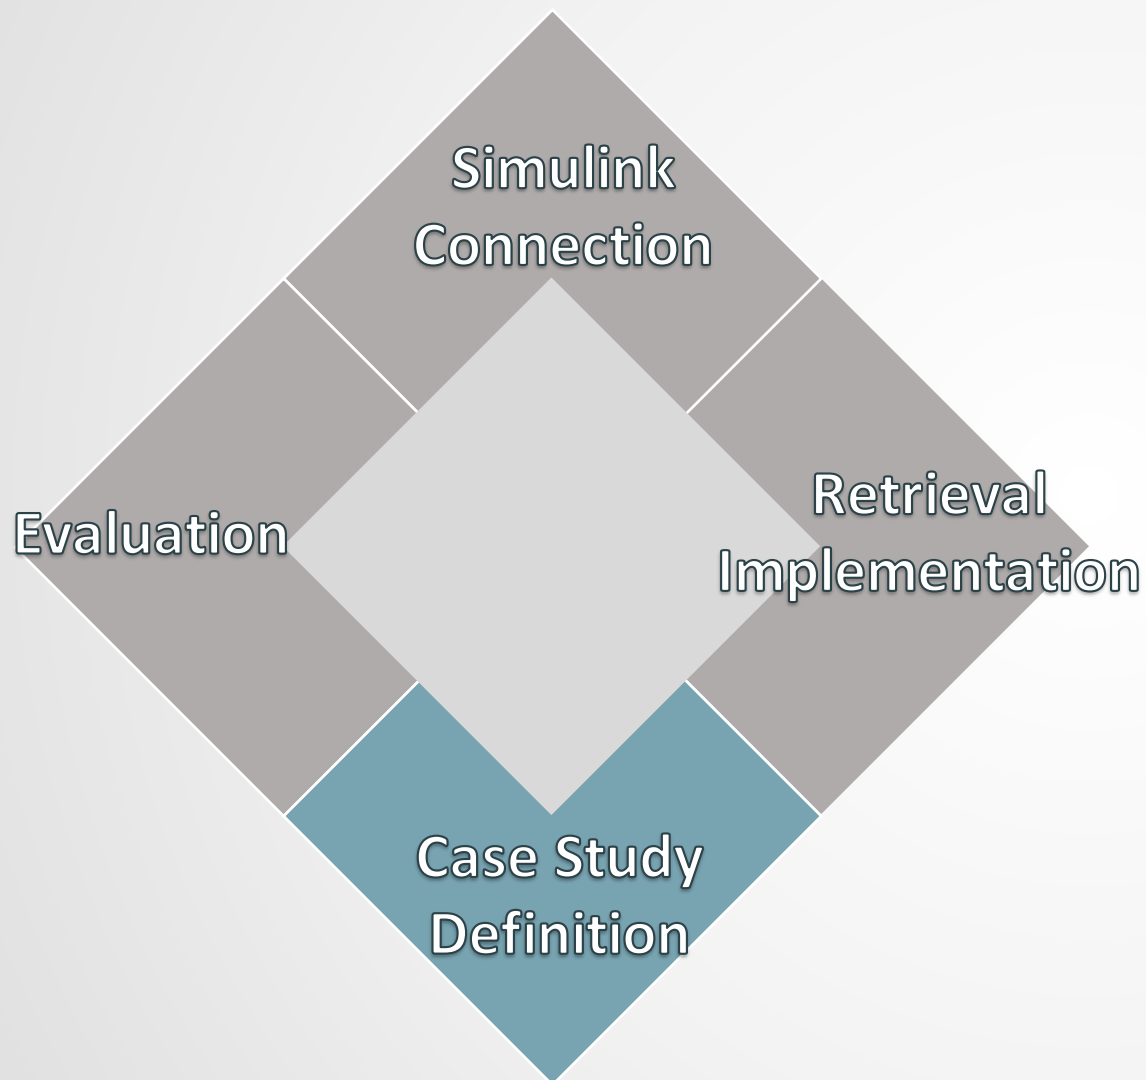 Simulink
Connection
Evaluation
Retrieval
Implementation
Case Study
Definition